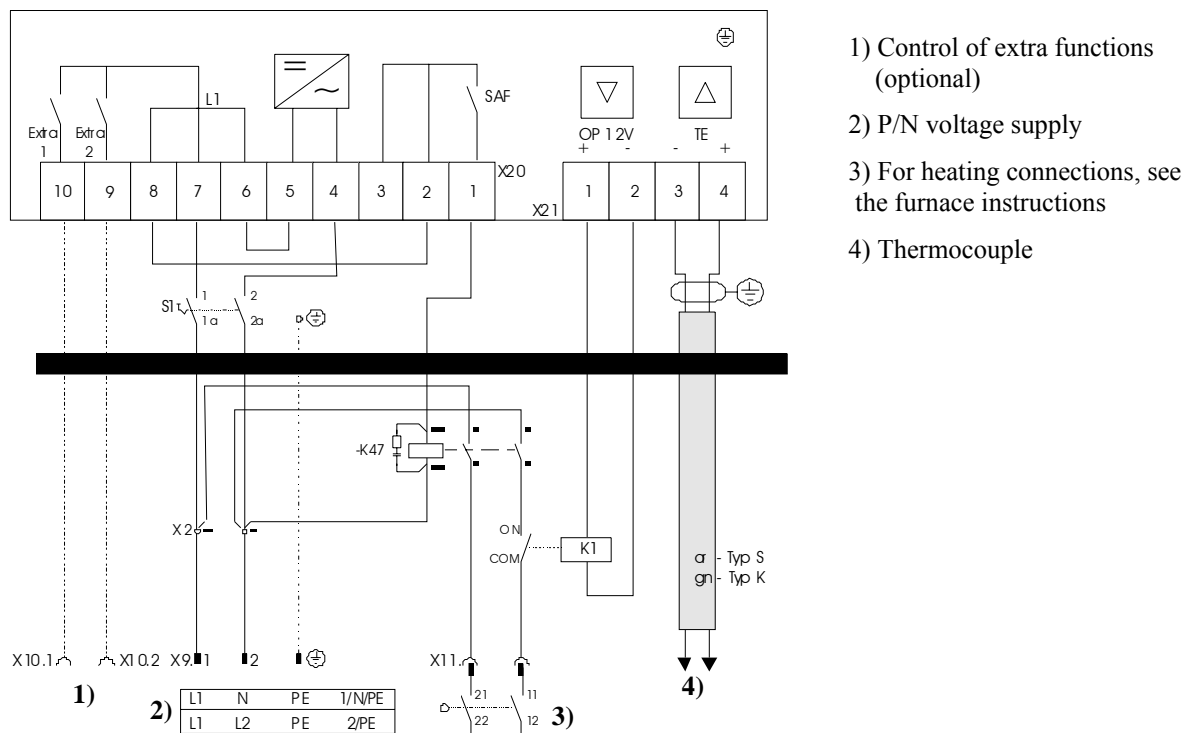 L1
SAF
OP 12V
TE
+ - - +
Extra 1
Extra 2
X20
10 9 8 7 6 5 4 3 2 1
X21
1 2 3 4
S1
1
2
1a
2a
-K47
X2
ON
COM
K1
ar - Typ S
gn - Typ K
X10.1
X10.2
X9.
1
2
X11.
1)
2)
L1 N PE 1/N/PE
L1 L2 PE 2/PE
21
22
11
12
3)
4)
1) Control of extra functions
(optional)
2) P/N voltage supply
3) For heating connections, see
the furnace instructions
4) Thermocouple